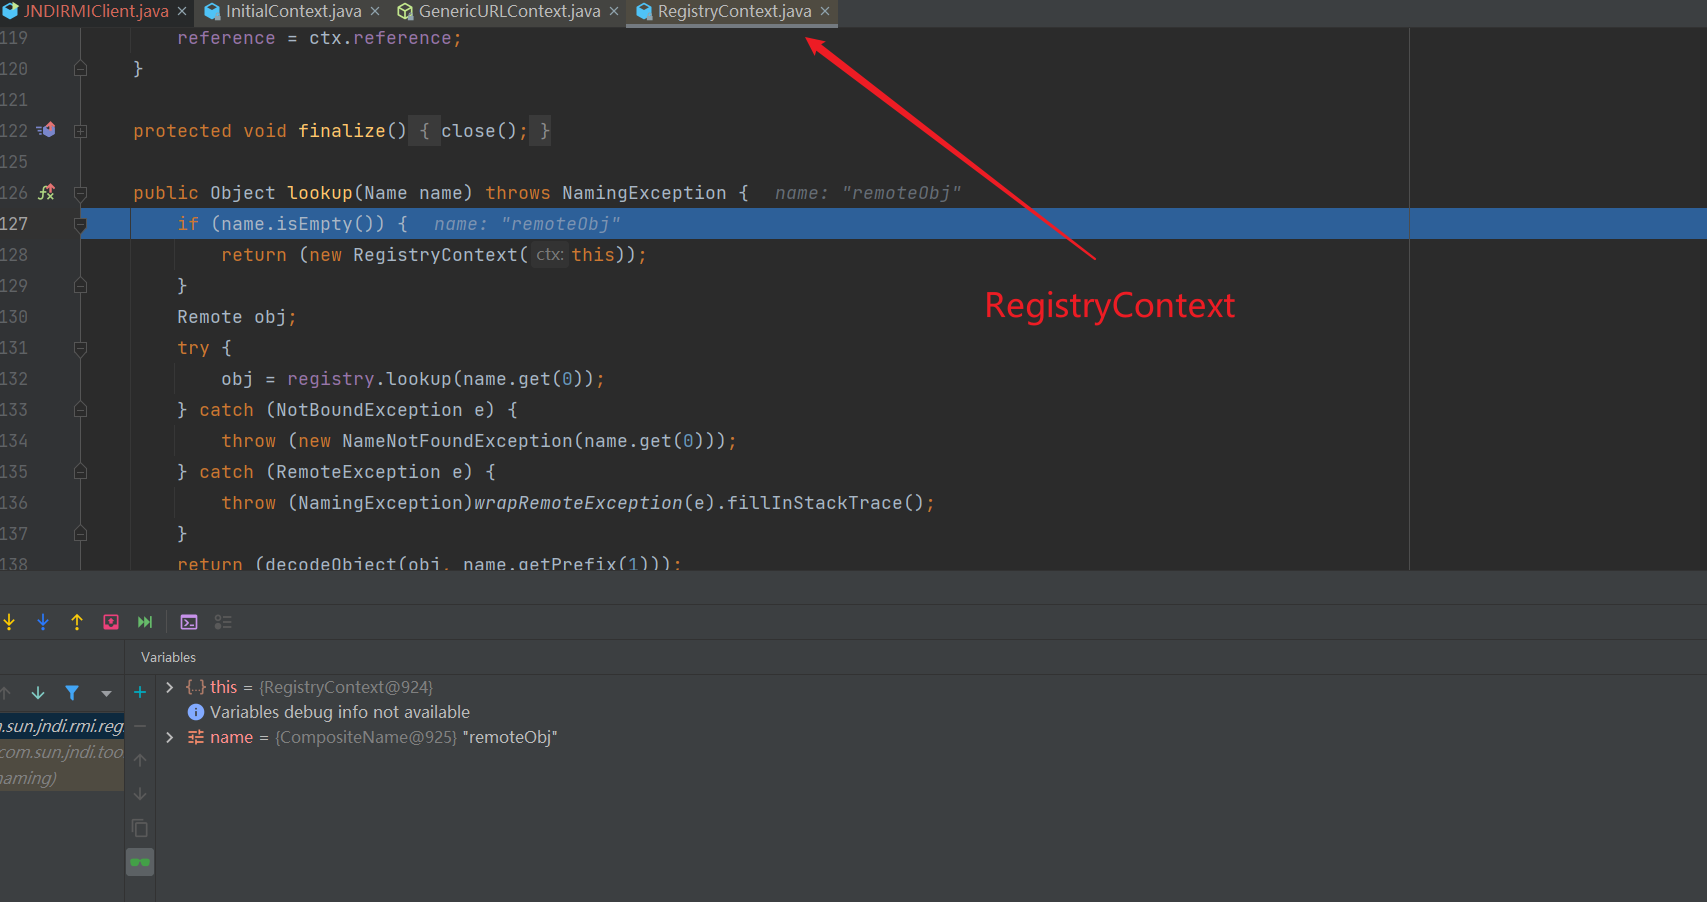 JNDIRMIClient.java × InitialContext.java × GenericURLContext.java × RegistryContext.java ×
119 reference = ctx.reference;
120 }
121
122 protected void finalize() { close(); }
125
126 public Object lookup(Name name) throws NamingException { name: "remoteObj"
127 if (name.isEmpty()) { name: "remoteObj"
128 return (new RegistryContext( ctx: this));
129 }
130 Remote obj;
131 try {
132 obj = registry.lookup(name.get(0));
133 } catch (NotBoundException e) {
134 throw (new NameNotFoundException(name.get(0)));
135 } catch (RemoteException e) {
136 throw (NamingException)wrapRemoteException(e).fillInStackTrace();
137 }
138 return (decodeObject(obj, name.getPrefix(1)));
RegistryContext
Variables
this = {RegistryContext@924}
Variables debug info not available
name = {CompositeName@925} "remoteObj"
.sun.jndi.rmi.reg
com.sun.jndi.too
naming)